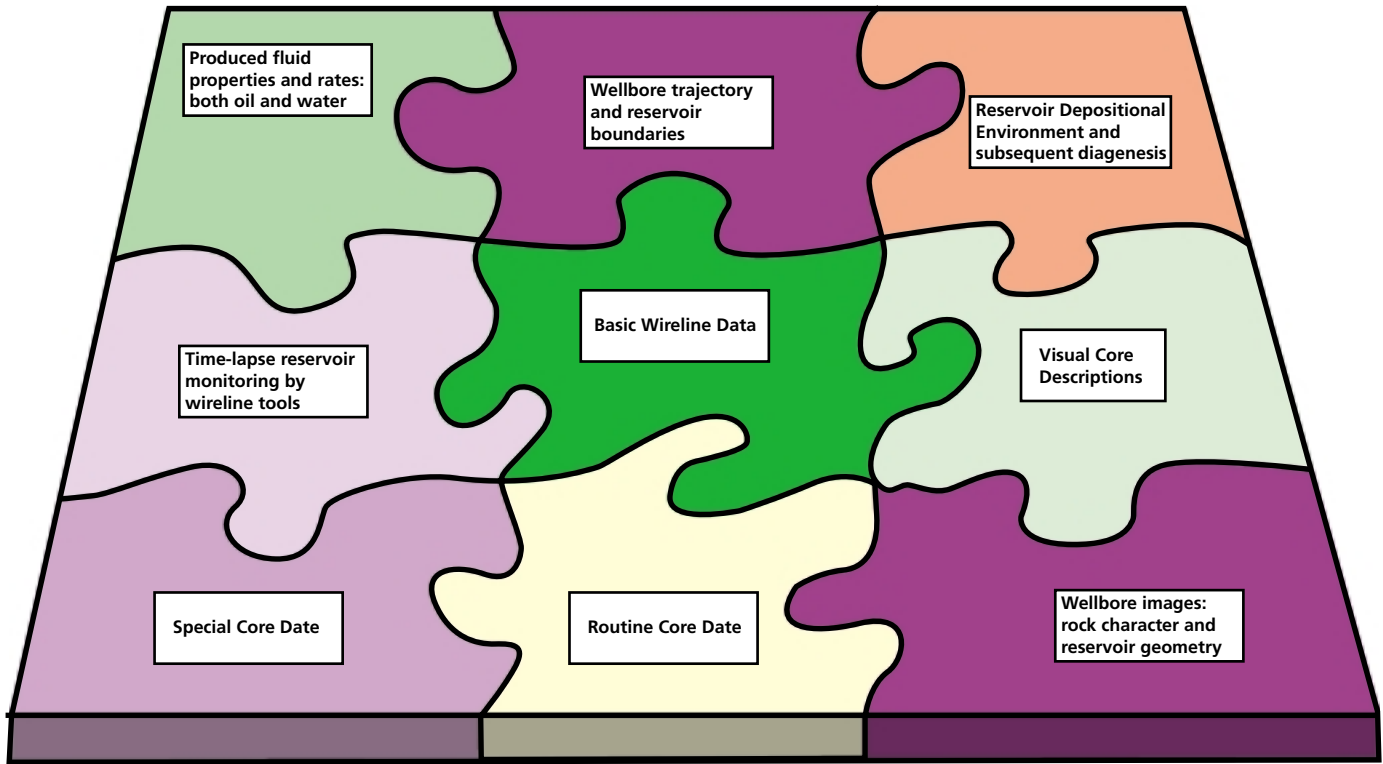 Produced fluid
properties and rates:
both oil and water
Wellbore trajectory
and reservoir
boundaries
Reservoir Depositional
Environment and
subsequent diagenesis
Time-lapse reservoir
monitoring by
wireline tools
Basic Wireline Data
Visual Core
Descriptions
Special Core Date
Routine Core Date
Wellbore images:
rock character and
reservoir geometry